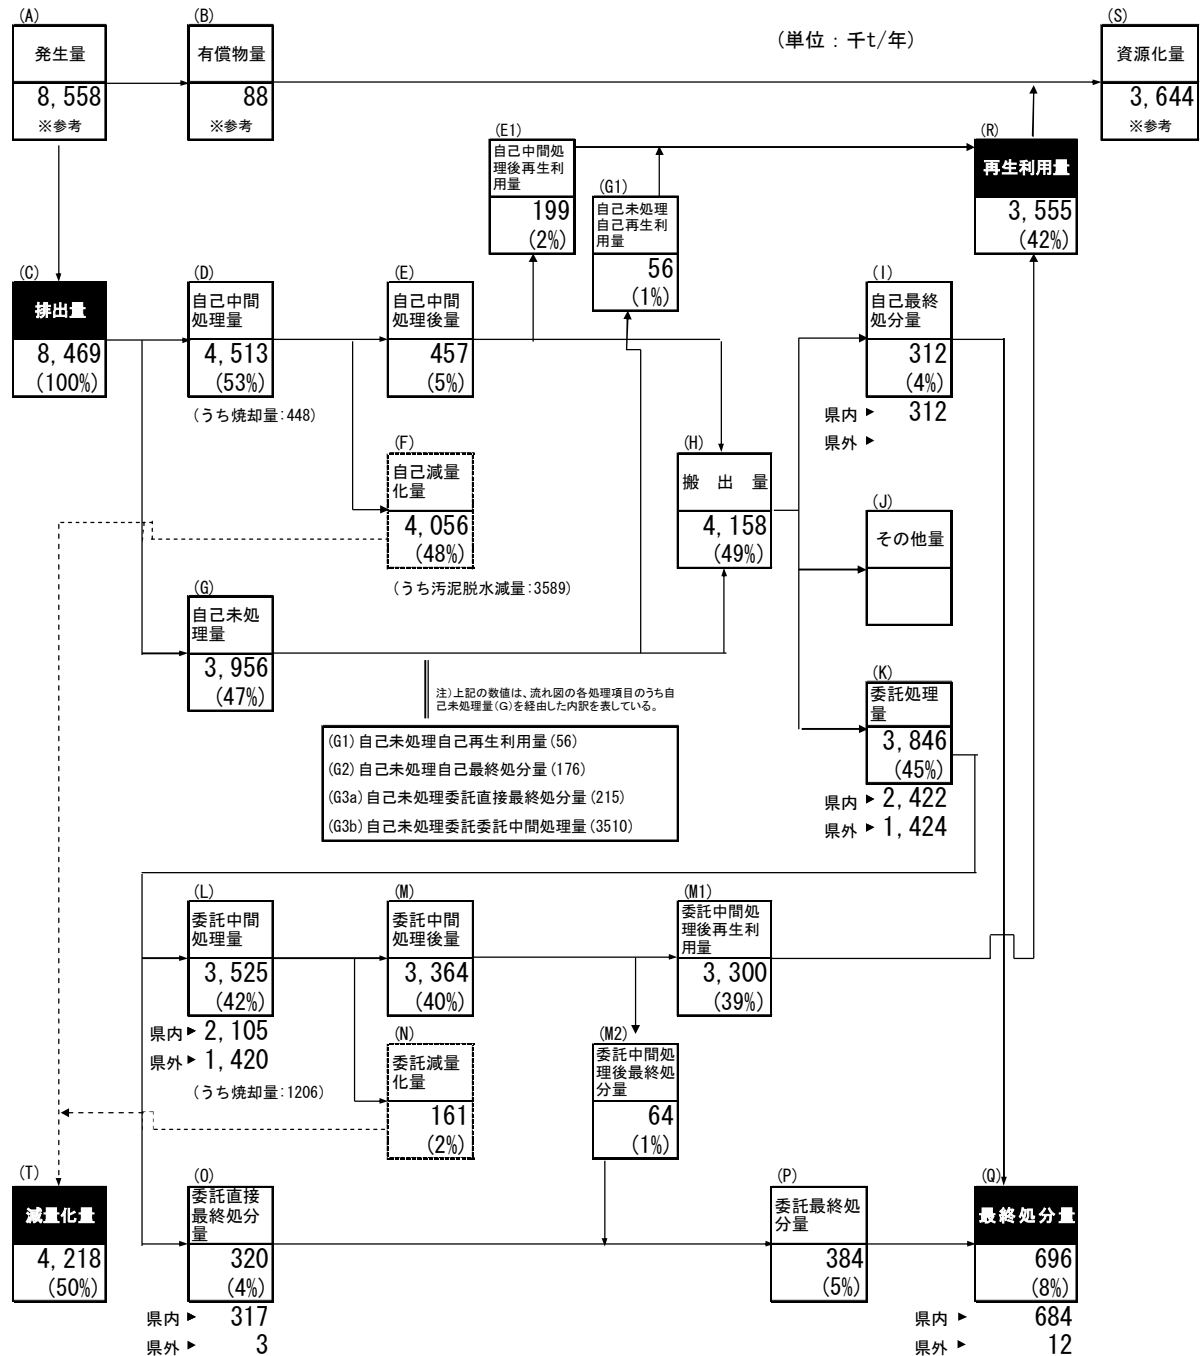 (A)
発生量
8,558
※参考
(B)
有償物量
88
※参考
(単位：千t/年)
(S)
資源化量
3,644
※参考
(E1)
自己中間処
理後再生利
用量
199
(2%)
(G1)
自己未処理
自己再生利
用量
56
(1%)
(R)
再生利用量
3,555
(42%)
(C)
排出量
8,469
(100%)
(D)
自己中間
処理量
4,513
(53%)
(うち焼却量:448)
(E)
自己中間
処理後量
457
(5%)
(F)
自己減量
化量
4,056
(48%)
(うち汚泥脱水減量:3589)
(G)
自己未処
理量
3,956
(47%)
(H)
搬 出 量
4,158
(49%)
(I)
自己最終
処分量
312
(4%)
県内 ▶ 312
県外 ▶
(J)
その他量
(K)
委託処理
量
3,846
(45%)
県内 ▶ 2,422
県外 ▶ 1,424
注)上記の数値は、流れ図の各処理項目のうち自
己未処理量(G)を経由した内訳を表している。
(G1)自己未処理自己再生利用量(56)
(G2)自己未処理自己最終処分量(176)
(G3a)自己未処理委託直接最終処分量(215)
(G3b)自己未処理委託委託中間処理量(3510)
(L)
委託中間
処理量
3,525
(42%)
県内 ▶ 2,105
県外 ▶ 1,420
(うち焼却量:1206)
(M)
委託中間
処理後量
3,364
(40%)
(M1)
委託中間処
理後再生利
用量
3,300
(39%)
(N)
委託減量
化量
161
(2%)
(M2)
委託中間処
理後最終処
分量
64
(1%)
(T)
減量化量
4,218
(50%)
(O)
委託直接
最終処分
量
320
(4%)
県内 ▶ 317
県外 ▶ 3
(P)
委託最終処
分量
384
(5%)
(Q)
最終処分量
696
(8%)
県内 ▶ 684
県外 ▶ 12